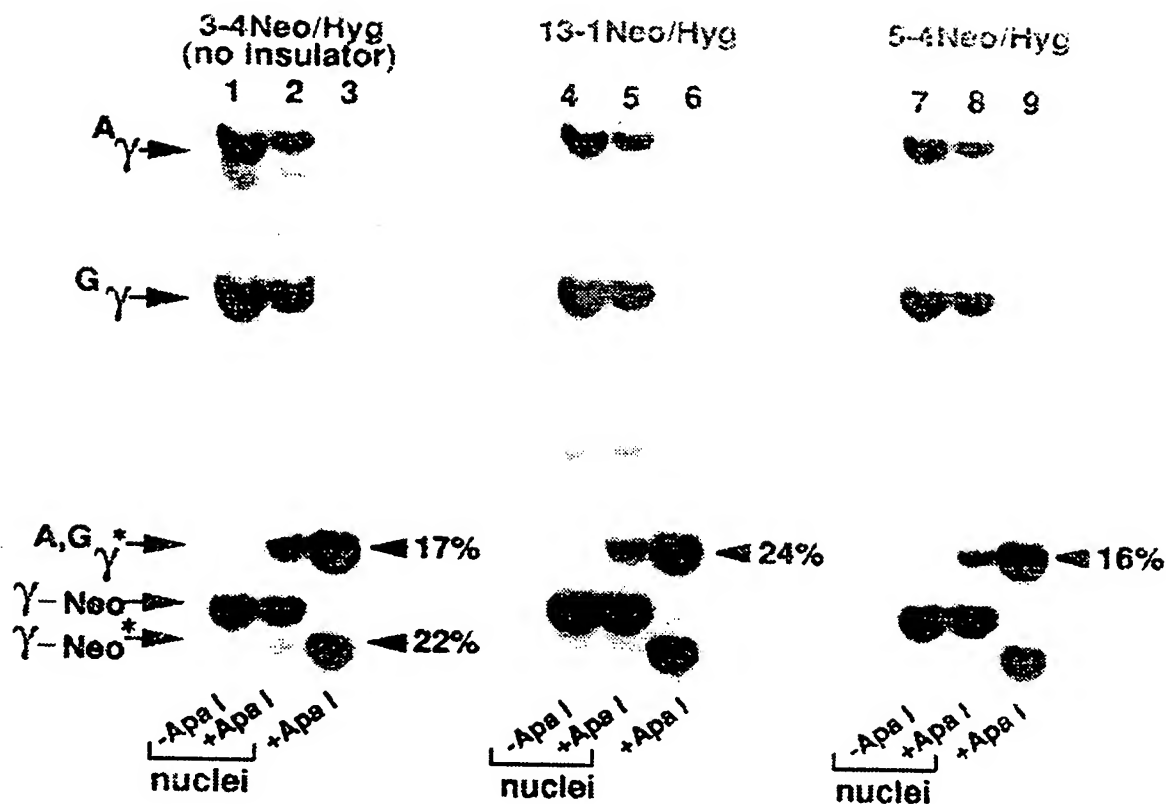 3-4Neo/Hyg
(no insulator)
13-1Neo/Hyg
5-4Neo/Hyg
1 2 3
4 5 6
7 8 9
Aγ
Gγ
A,Gγ*
17%
24%
16%
γ-Neo
γ-Neo*
22%
-Apa I
+Apa I
+Apa I
-Apa I
+Apa I
+Apa I
-Apa I
+Apa I
+Apa I
nuclei
nuclei
nuclei